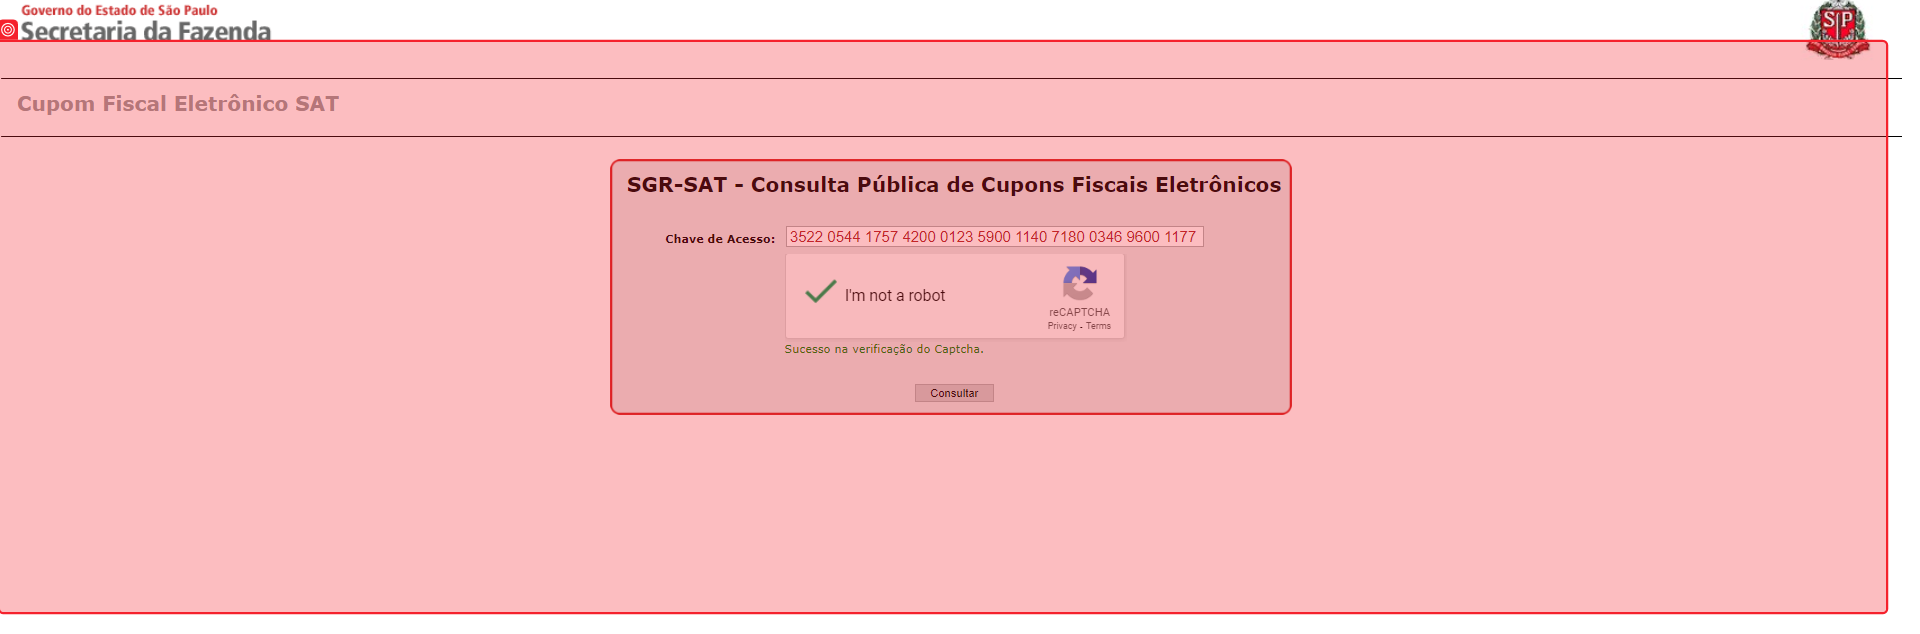 Governo do Estado de São Paulo
Secretaria da Fazenda
SP
Cupom Fiscal Eletrônico SAT
SGR-SAT - Consulta Pública de Cupons Fiscais Eletrônicos
Chave de Acesso: 3522 0544 1757 4200 0123 5900 1140 7180 0346 9600 1177
I'm not a robot
reCAPTCHA
Privacy - Terms
Sucesso na verificação do Captcha.
Consultar